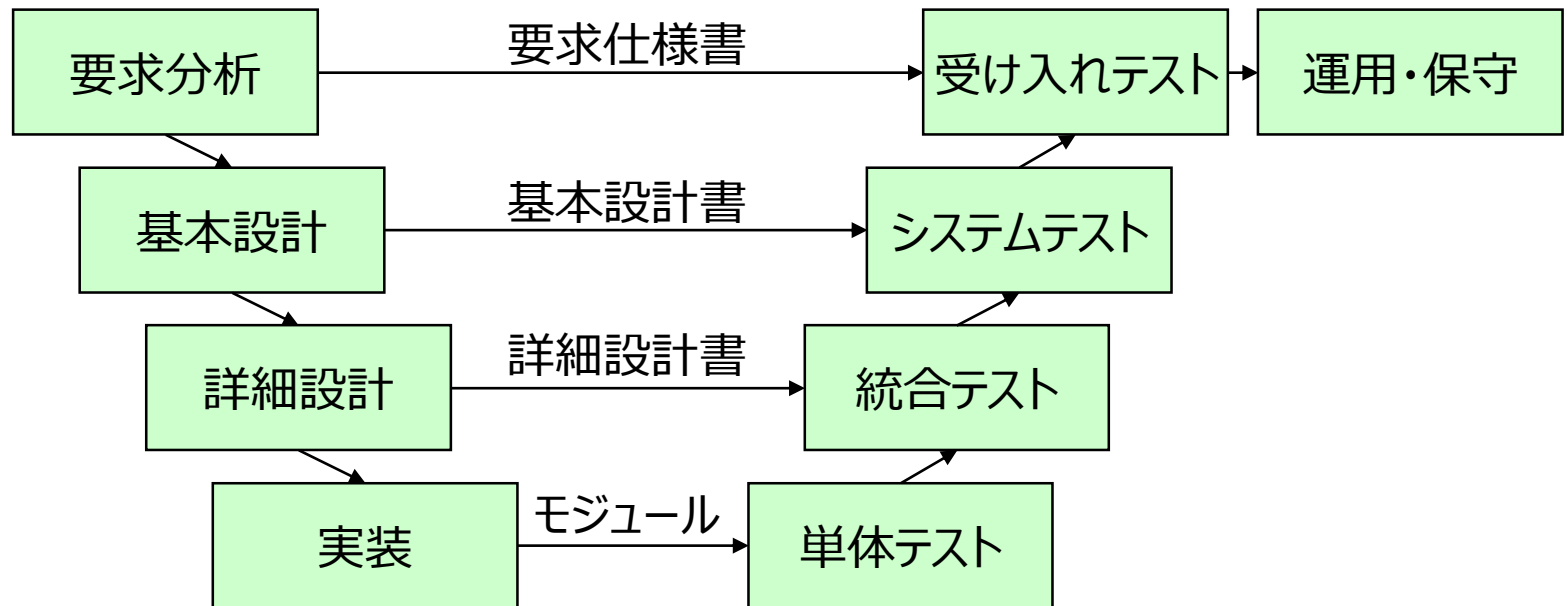 要求分析
要求仕様書
受け入れテスト
運用・保守
基本設計
基本設計書
システムテスト
詳細設計
詳細設計書
統合テスト
実装
モジュール
単体テスト